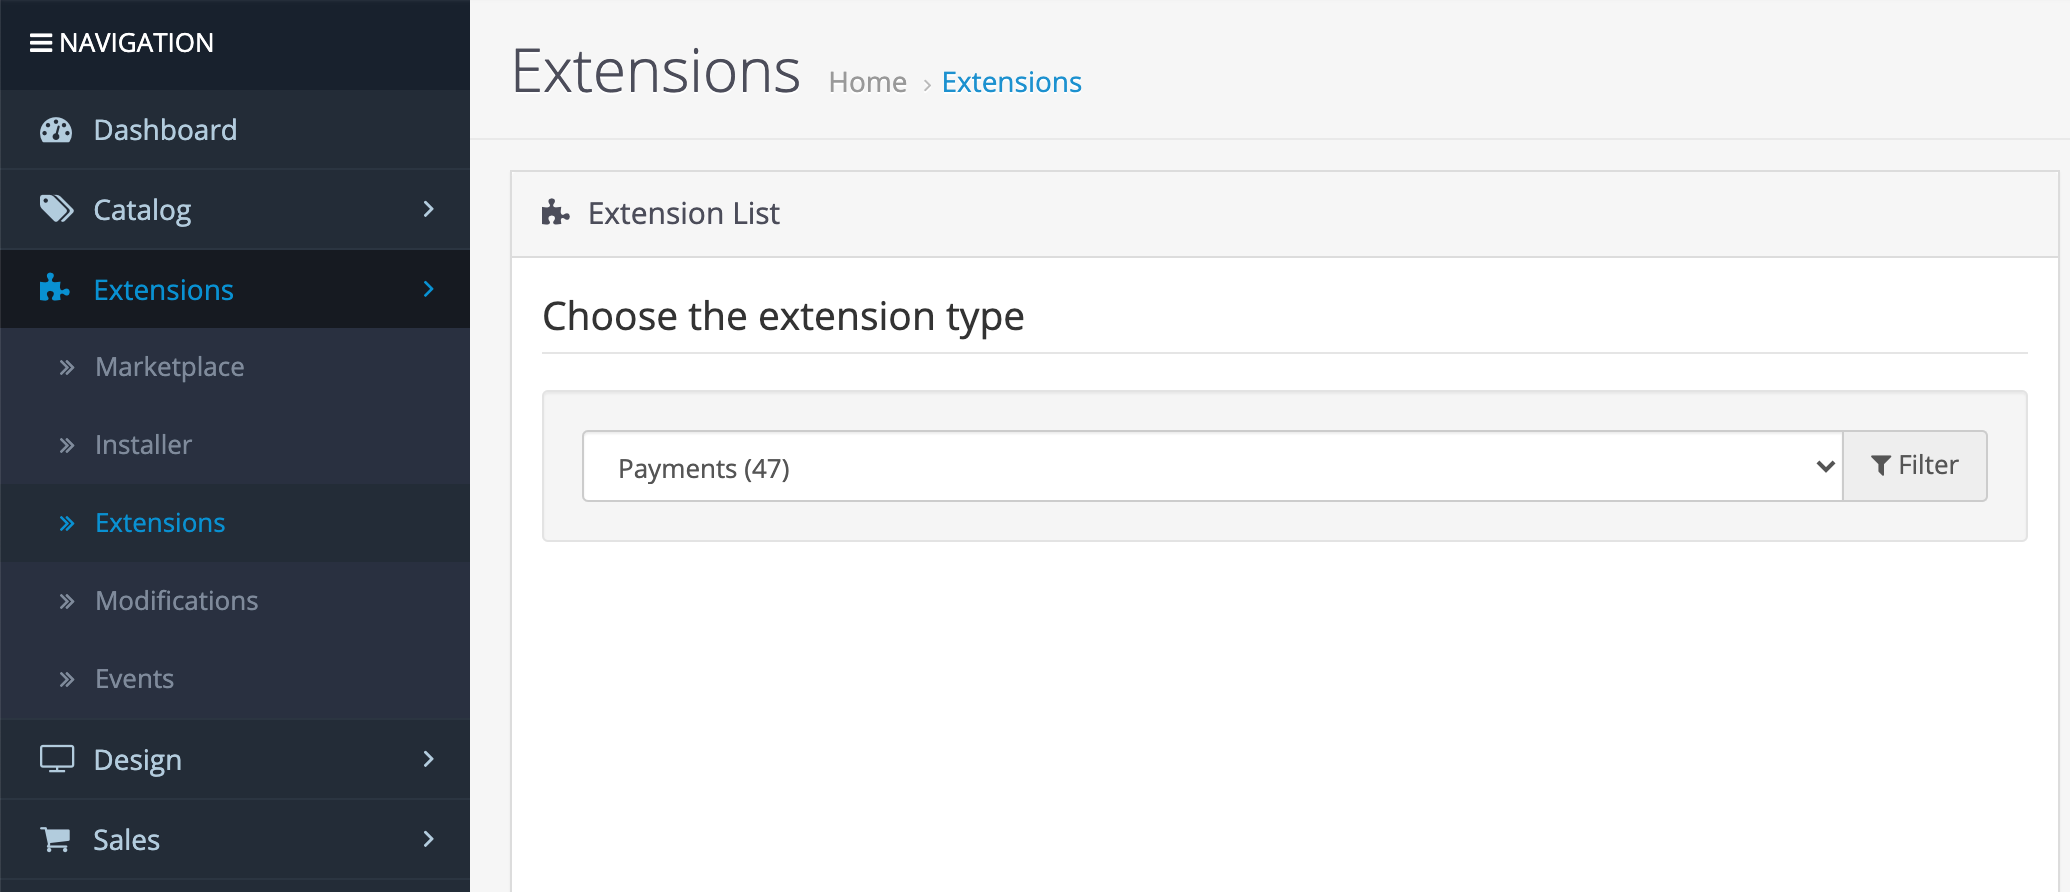 NAVIGATION
Dashboard
Catalog
Extensions
Marketplace
Installer
Extensions
Modifications
Events
Design
Sales
Extensions Home › Extensions
Extension List
Choose the extension type
Payments (47) Filter